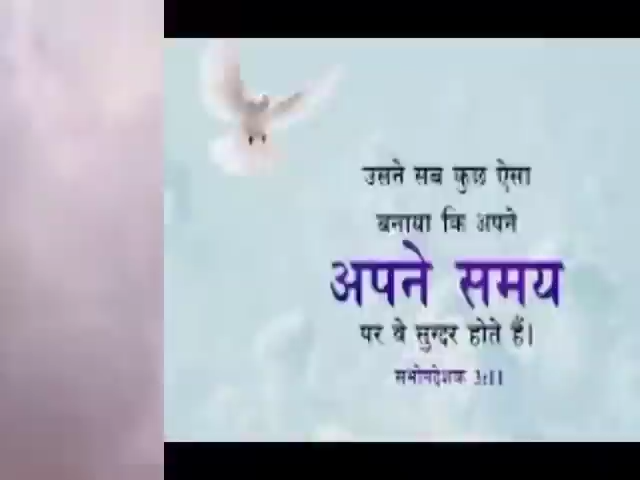 उसने सब कुछ ऐसा
बनाया कि अपने
अपने समय
पर वे सुन्दर होते हैं।
सभोपदेशक 3:11